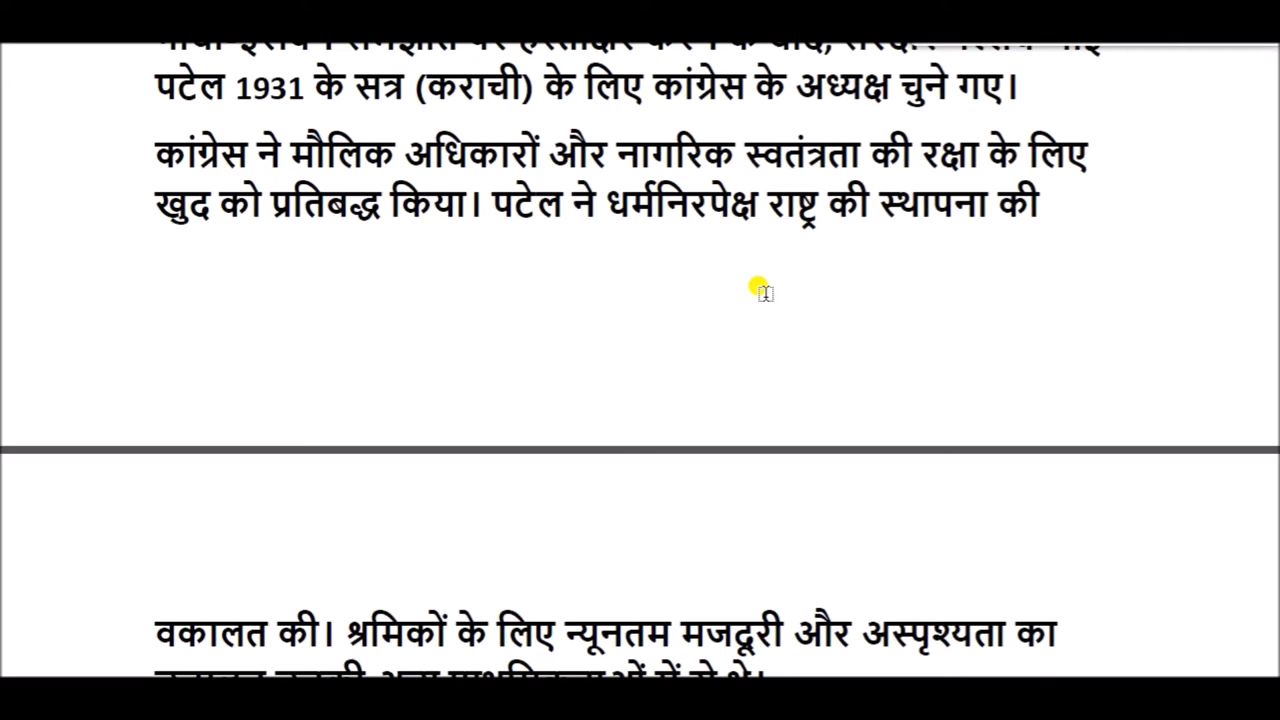 पटेल 1931 के सत्र (कराची) के लिए कांग्रेस के अध्यक्ष चुने गए।
कांग्रेस ने मौलिक अधिकारों और नागरिक स्वतंत्रता की रक्षा के लिए
खुद को प्रतिबद्ध किया। पटेल ने धर्मनिरपेक्ष राष्ट्र की स्थापना की
वकालत की। श्रमिकों के लिए न्यूनतम मजदूरी और अस्पृश्यता का